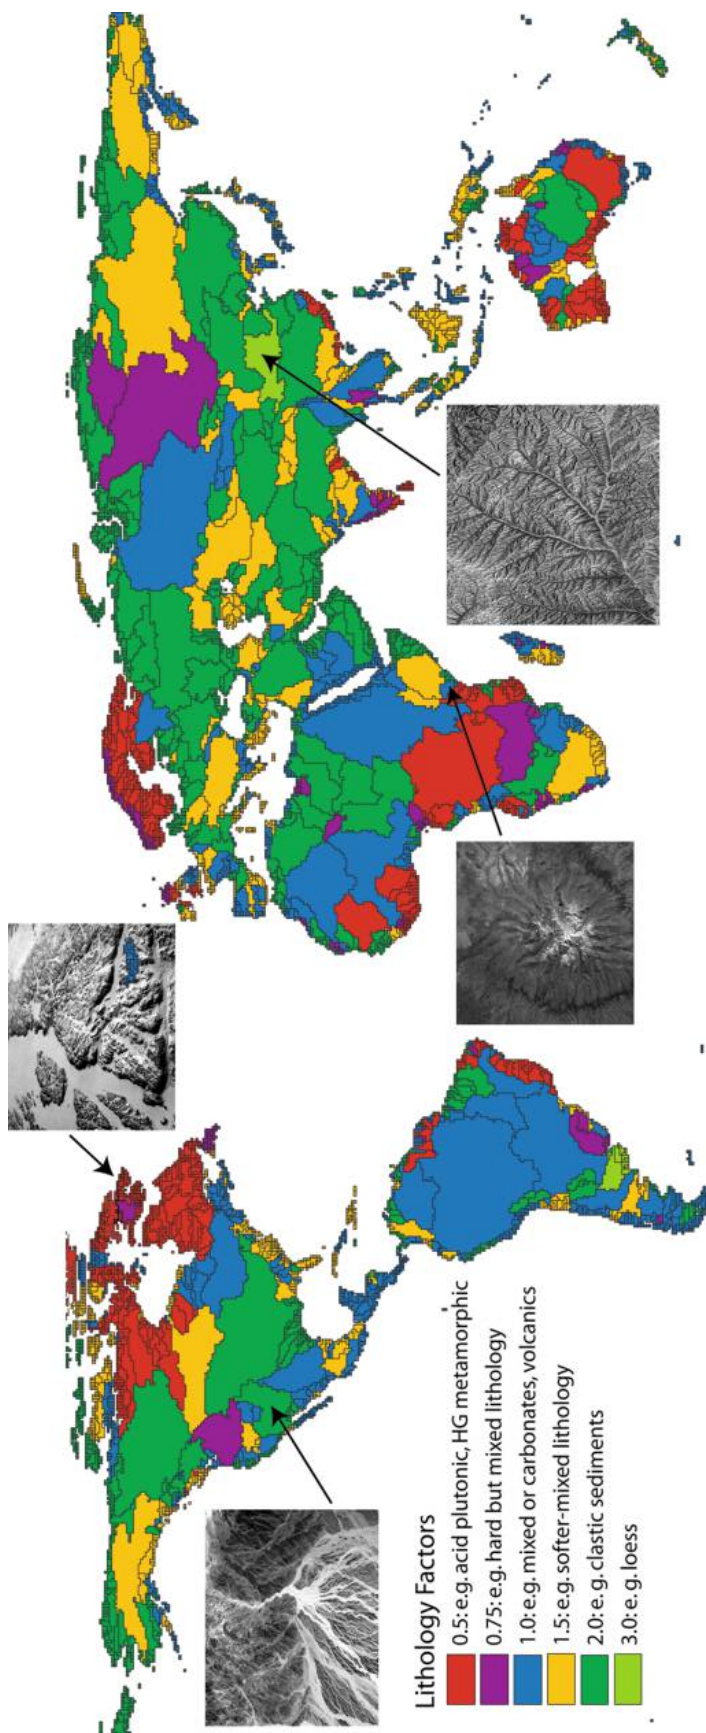 Lithology Factors
0.5: e.g. acid plutonic, HG metamorphic
0.75: e.g. hard but mixed lithology
1.0: e.g. mixed or carbonates, volcanics
1.5: e.g. softer-mixed lithology
2.0: e. g. clastic sediments
3.0: e. g. loess